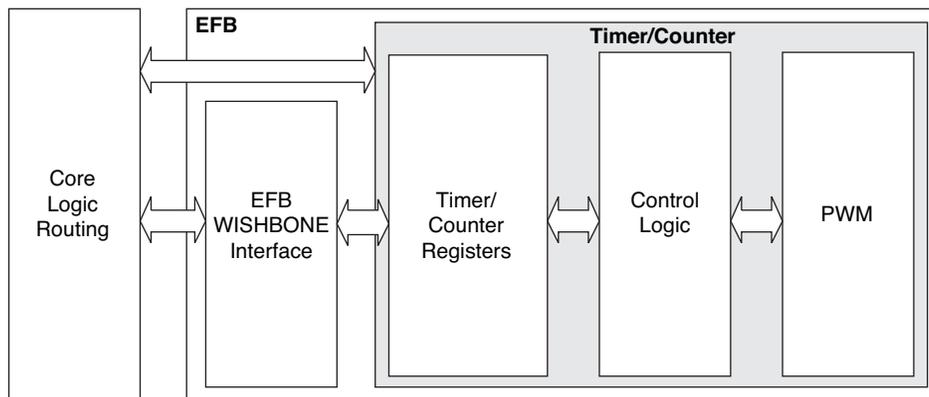 EFB
Timer/Counter
Core
Logic
Routing
EFB
WISHBONE
Interface
Timer/
Counter
Registers
Control
Logic
PWM